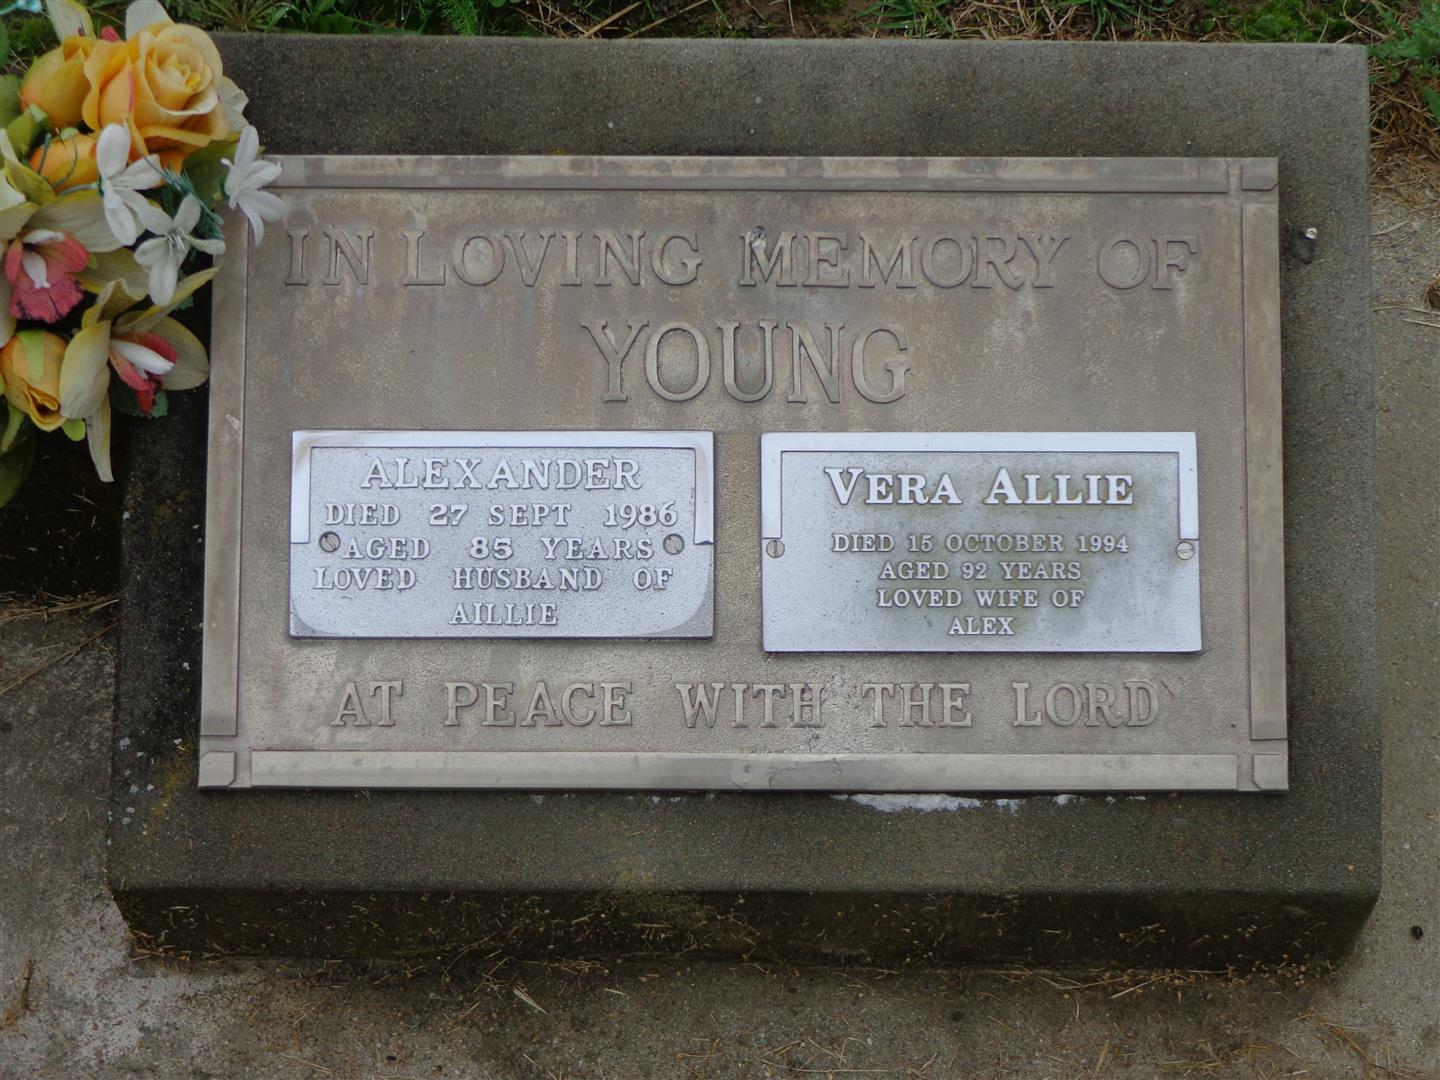 IN LOVING MEMORY OF
YOUNG
ALEXANDER
DIED 27 SEPT 1986
AGED 85 YEARS
LOVED HUSBAND OF
AILLIE
VERA ALLIE
DIED 15 OCTOBER 1994
AGED 92 YEARS
LOVED WIFE OF
ALEX
AT PEACE WITH THE LORD